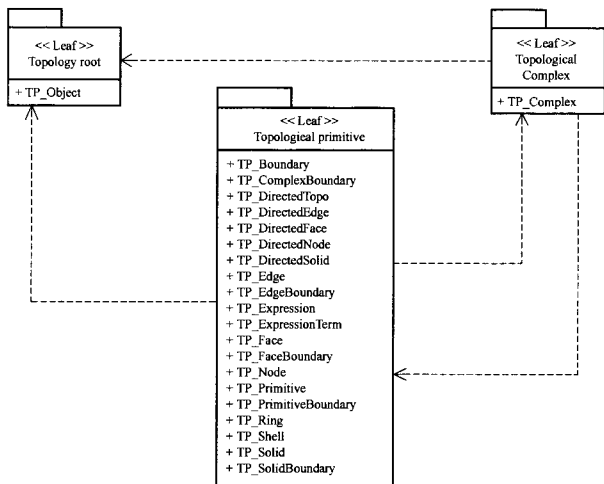 << Leaf >>
Topology root
+ TP_Object
<< Leaf >>
Topological
Complex
+ TP_Complex
<< Leaf >>
Topological primitive
+ TP_Boundary
+ TP_ComplexBoundary
+ TP_DirectedTopo
+ TP_DirectedEdge
+ TP_DirectedFace
+ TP_DirectedNode
+ TP_DirectedSolid
+ TP_Edge
+ TP_EdgeBoundary
+ TP_Expression
+ TP_ExpressionTerm
+ TP_Face
+ TP_FaceBoundary
+ TP_Node
+ TP_Primitive
+ TP_PrimitiveBoundary
+ TP_Ring
+ TP_Shell
+ TP_Solid
+ TP_SolidBoundary